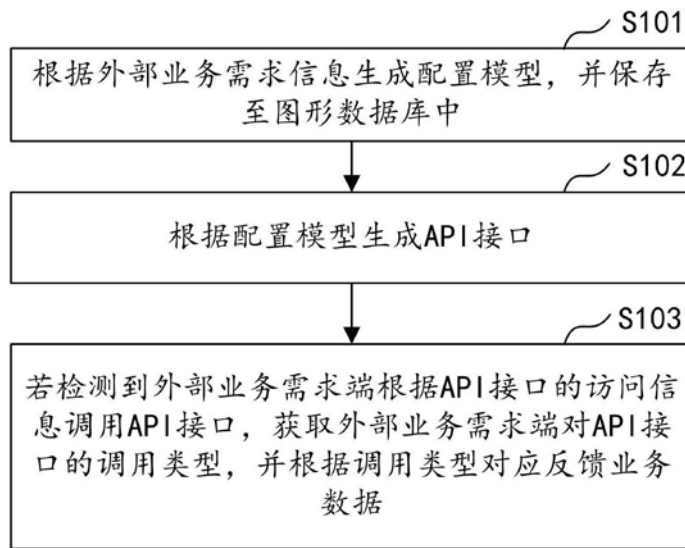 S101
根据外部业务需求信息生成配置模型，并保存
至图形数据库中
S102
根据配置模型生成API接口
S103
若检测到外部业务需求端根据API接口的访问信
息调用API接口，获取外部业务需求端对API接
口的调用类型，并根据调用类型对应反馈业务
数据